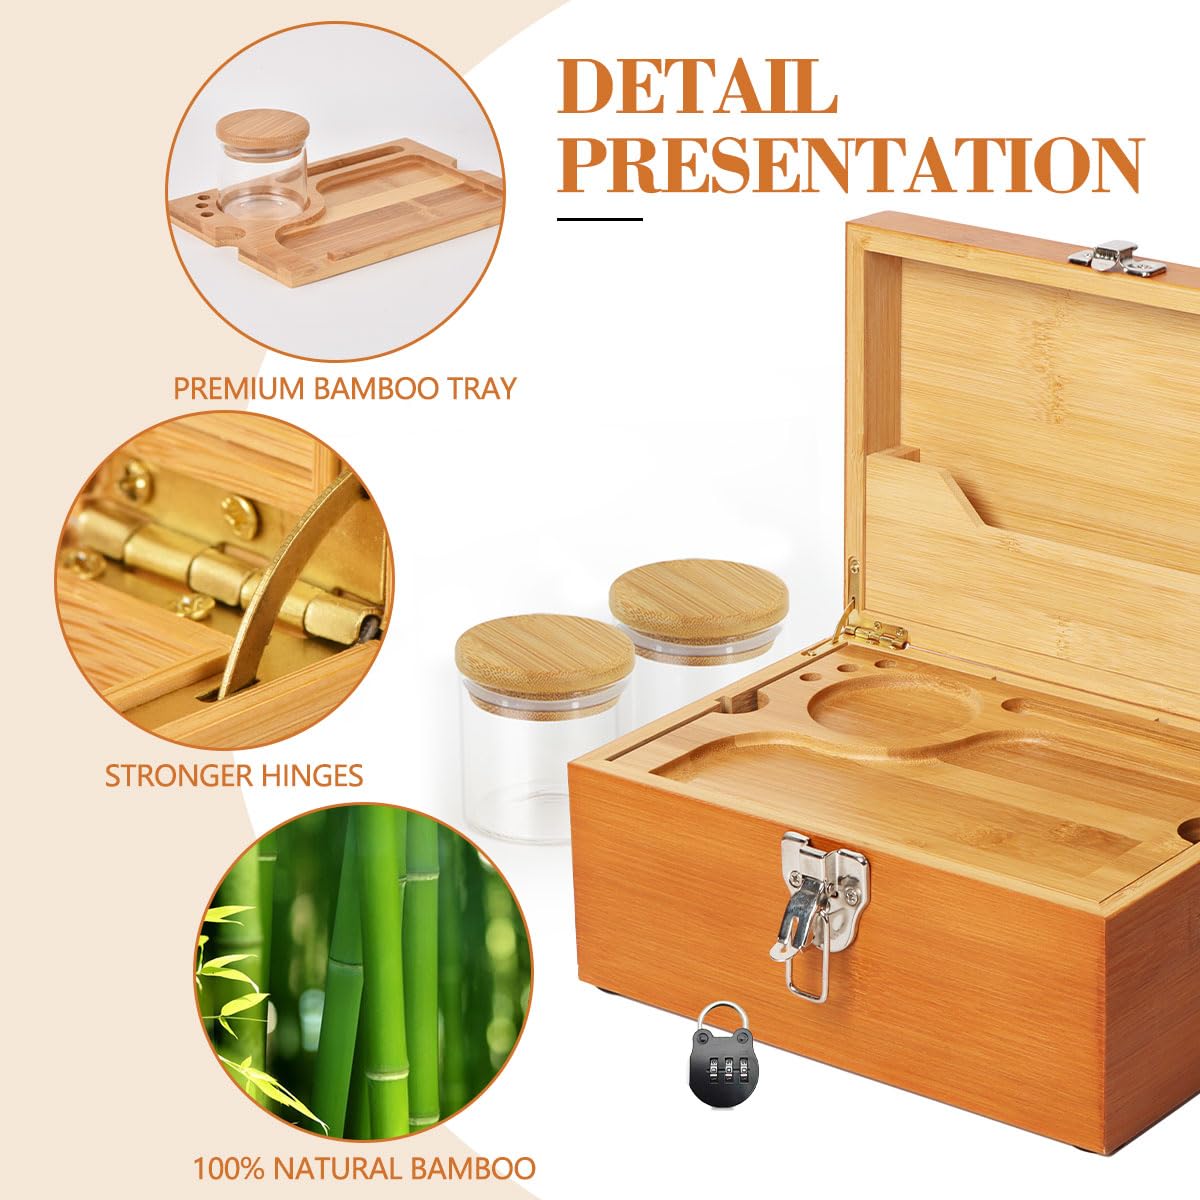 DETAIL
PRESENTATION
PREMIUM BAMBOO TRAY
STRONGER HINGES
100% NATURAL BAMBOO